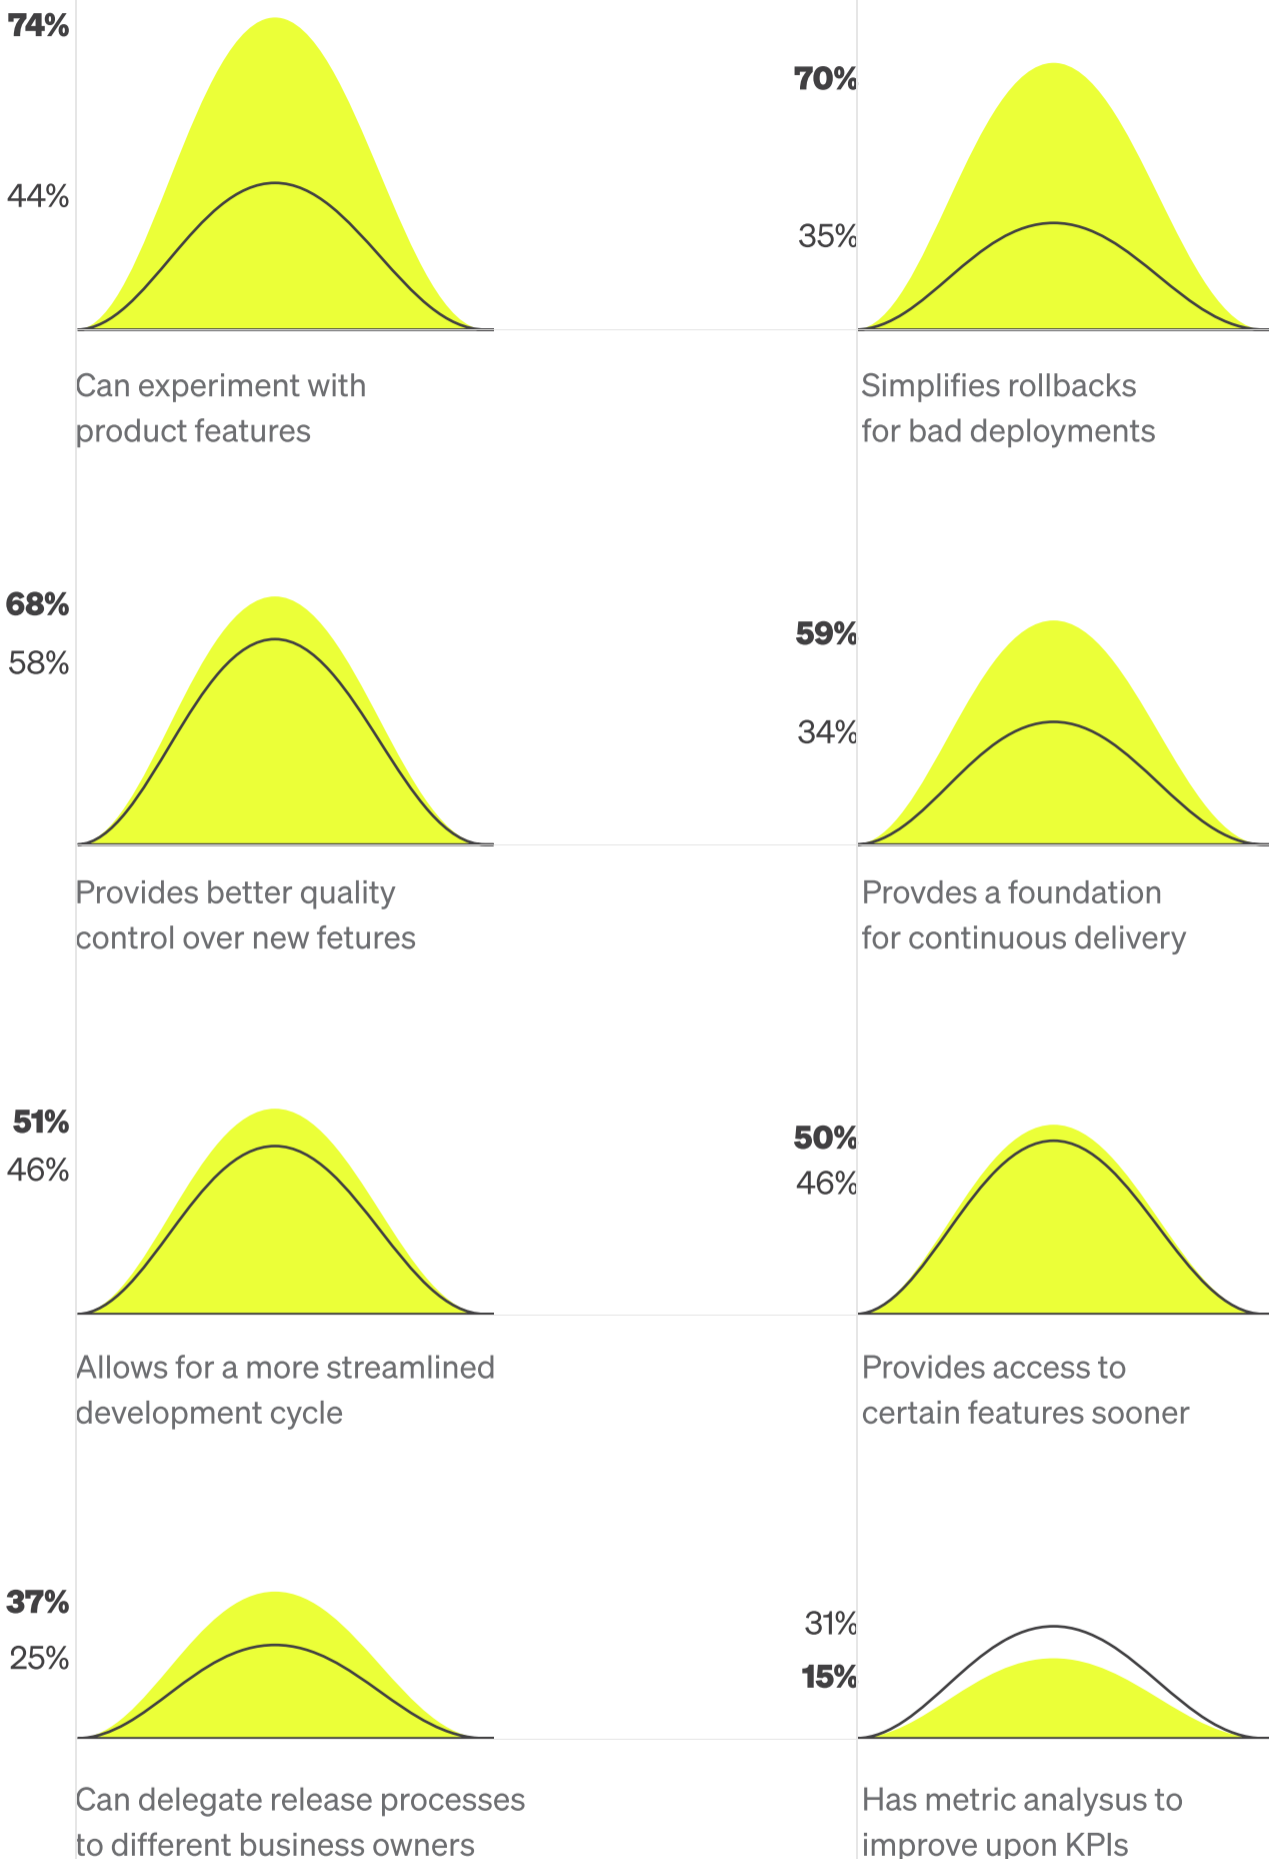 74%
44%
Can experiment with
product features
70%
35%
Simplifies rollbacks
for bad deployments
68%
58%
Provides better quality
control over new fetures
59%
34%
Provdes a foundation
for continuous delivery
51%
46%
Allows for a more streamlined
development cycle
50%
46%
Provides access to
certain features sooner
37%
25%
Can delegate release processes
to different business owners
31%
15%
Has metric analysus to
improve upon KPIs